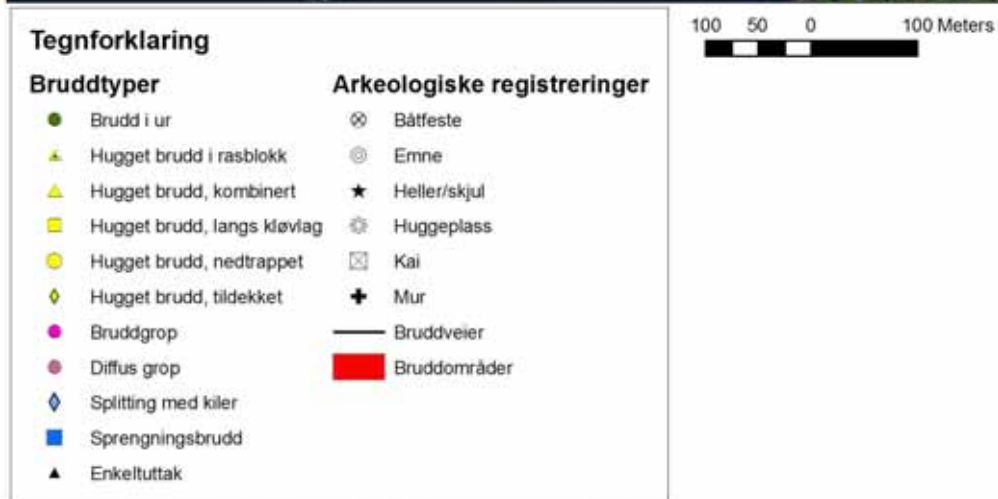 Tegnforklaring
Bruddtyper
Brudd i ur
Hugget brudd i rasblokk
Hugget brudd, kombinert
Hugget brudd, langs kløvlag
Hugget brudd, nedtrappet
Hugget brudd, tildekket
Bruddgrop
Diffus grop
Splitting med kiler
Sprengningsbrudd
Enkeltuttak
Arkeologiske registreringer
Båtfeste
Emne
Heller/skjul
Huggeplass
Kai
Mur
Bruddveier
Bruddområder
100 50 0 100 Meters